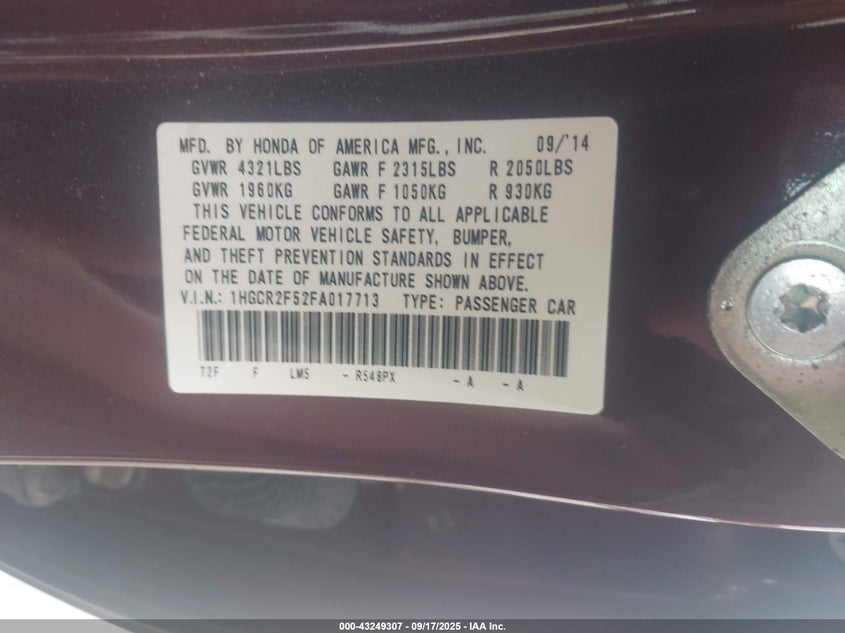 MFD. BY HONDA OF AMERICA MFG., INC. 09/'14
GVWR 4321LBS GAWR F 2315LBS R 2050LBS
GVWR 1960KG GAWR F 1050KG R 930KG
THIS VEHICLE CONFORMS TO ALL APPLICABLE
FEDERAL MOTOR VEHICLE SAFETY, BUMPER,
AND THEFT PREVENTION STANDARDS IN EFFECT
ON THE DATE OF MANUFACTURE SHOWN ABOVE.
V.I.N.: 1HGCR2F52FA017713 TYPE: PASSENGER CAR
T2F F LM5 - R548PX - A - A
000-43249307 / 09/17/2025 - IAA Inc.